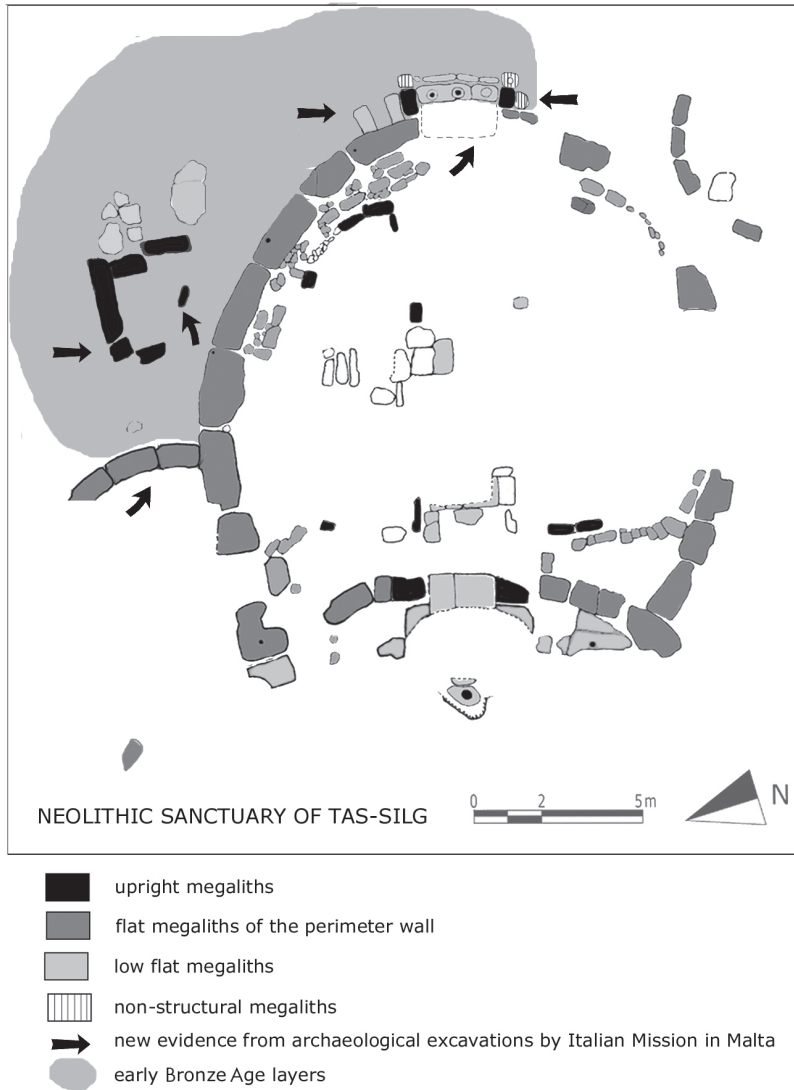 NEOLITHIC SANCTUARY OF TAS-SILG
0 2 5m
N
upright megaliths
flat megaliths of the perimeter wall
low flat megaliths
non-structural megaliths
new evidence from archaeological excavations by Italian Mission in Malta
early Bronze Age layers